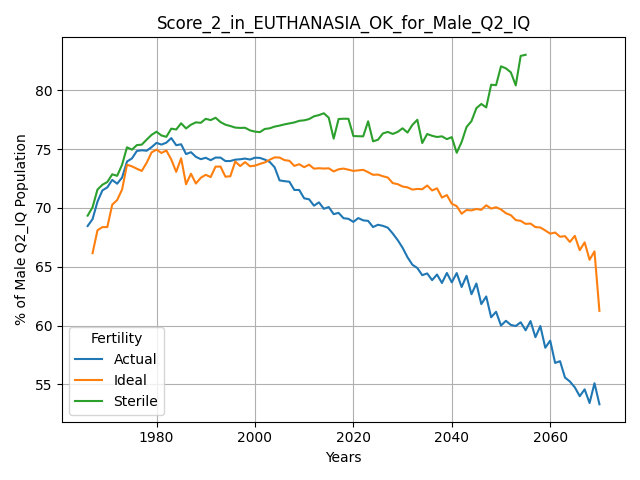 Score_2_in_EUTHANASIA_OK_for_Male_Q2_IQ
% of Male Q2_IQ Population
80
75
70
65
60
55
Fertility
Actual
Ideal
Sterile
1980
2000
2020
2040
2060
Years